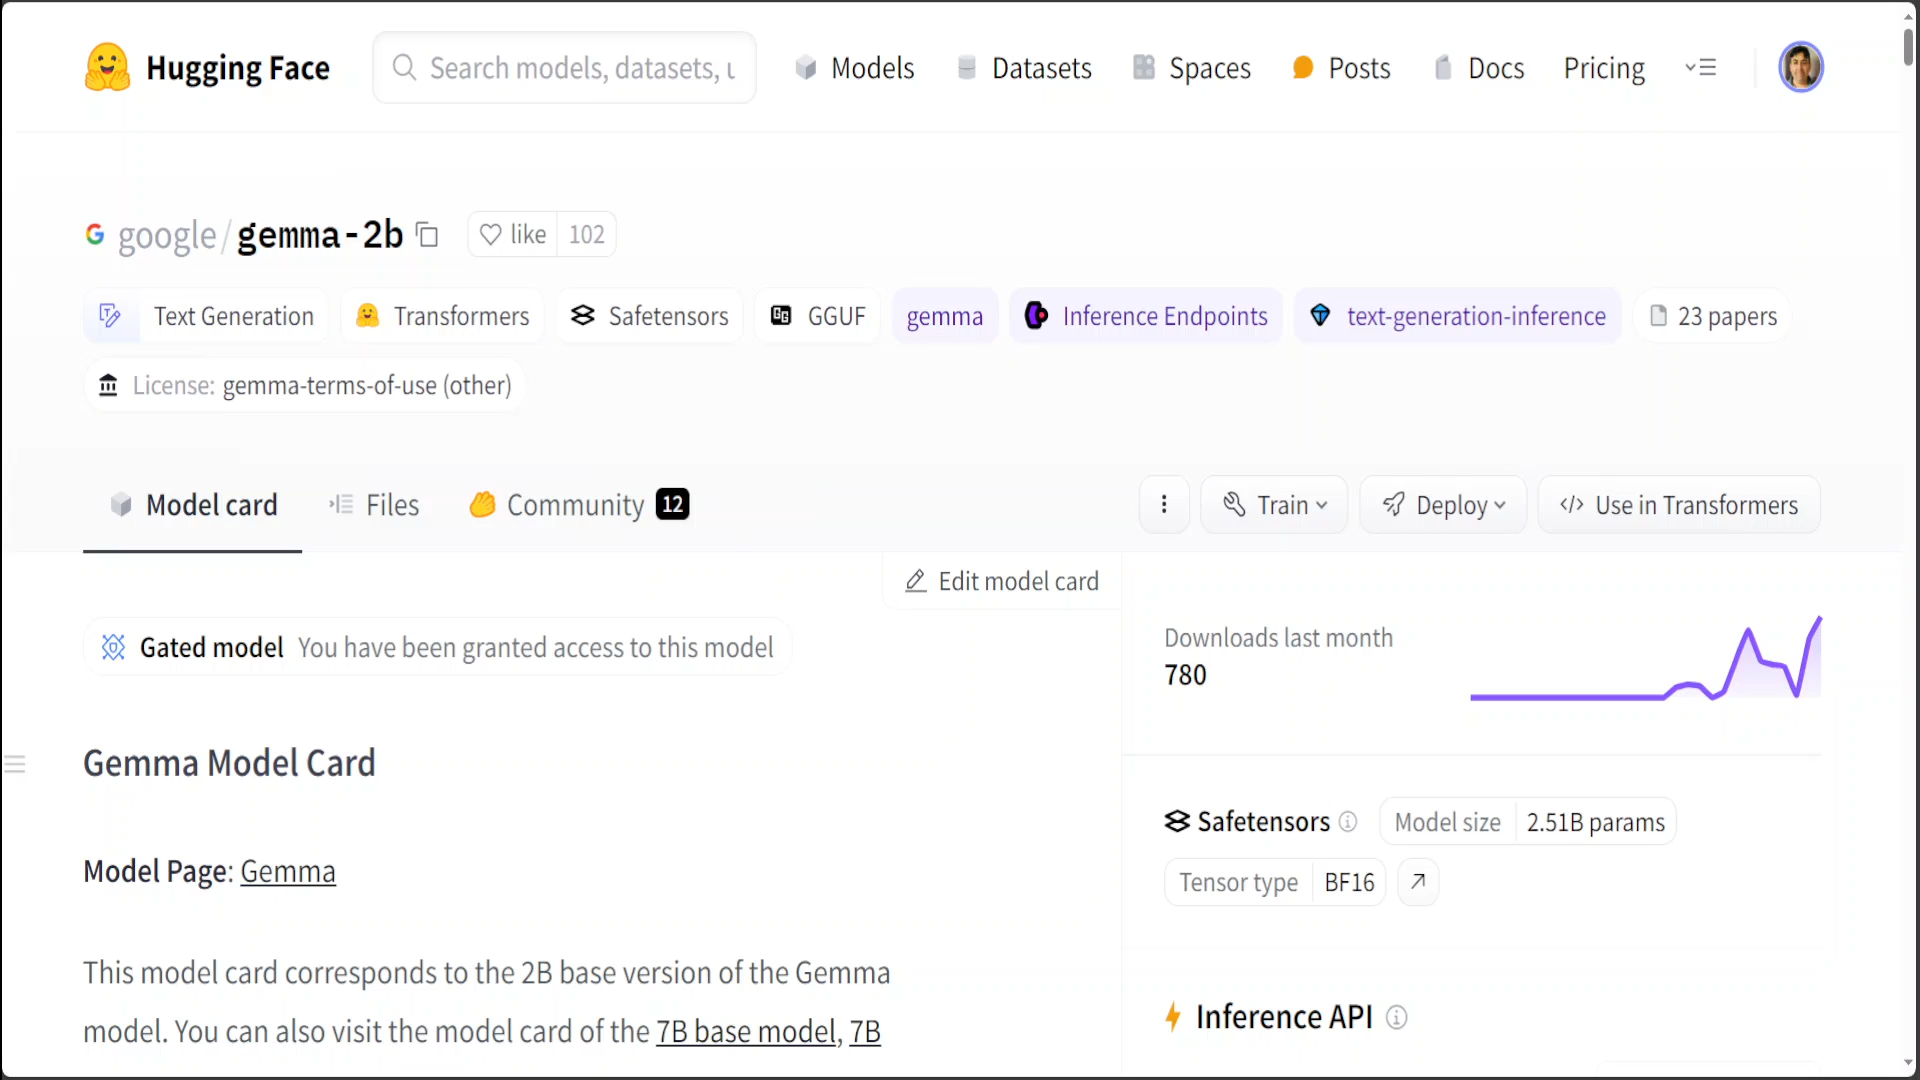 Hugging Face Search models, datasets, u Models Datasets Spaces Posts Docs Pricing
google/gemma-2b like 102
Text Generation Transformers Safetensors GGUF gemma Inference Endpoints text-generation-inference 23 papers
License: gemma-terms-of-use (other)
Model card Files Community 12 Train Deploy Use in Transformers
Edit model card
Gated model You have been granted access to this model
Gemma Model Card
Model Page: Gemma
This model card corresponds to the 2B base version of the Gemma
model. You can also visit the model card of the 7B base model, 7B
Downloads last month
780
Safetensors Model size 2.51B params
Tensor type BF16
Inference API